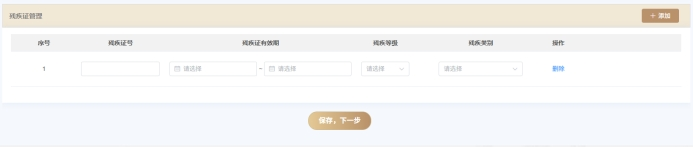 残疾证管理
+ 添加
序号 残疾证号 残疾证有效期 残疾等级 残疾类别 操作
1 请选择 ~ 请选择 请选择 请选择 删除
保存，下一步